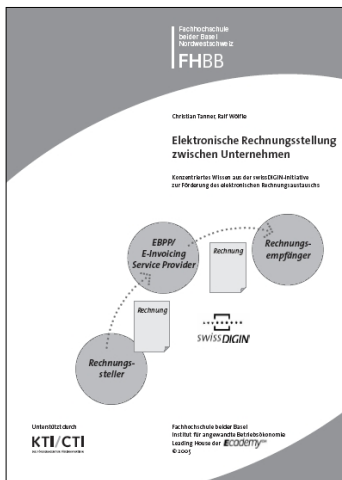 Fachhochschule
beider Basel
Nordwestschweiz
FHBB
Christian Tanner, Ralf Wölfle
Elektronische Rechnungsstellung
zwischen Unternehmen
Konzentriertes Wissen aus der swissDIGIN-Initiative
zur Förderung des elektronischen Rechnungsaustauschs
EBPP/
E-Invoicing
Service Provider
Rechnung
Rechnungs-
empfänger
Rechnung
swissDIGIN
Rechnungs-
steller
Unterstützt durch
KTI/CTI
Fachhochschule beider Basel
Institut für angewandte Betriebsökonomie
Leading House der Ecademy
©2005